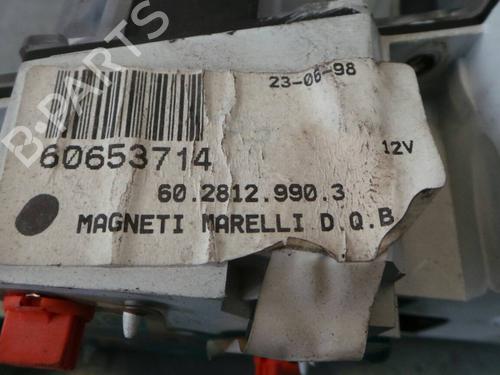 B-PARTS
23-06-98
60653714
12V
60.2812.990.3
MAGNETI MARELLI D.Q.B